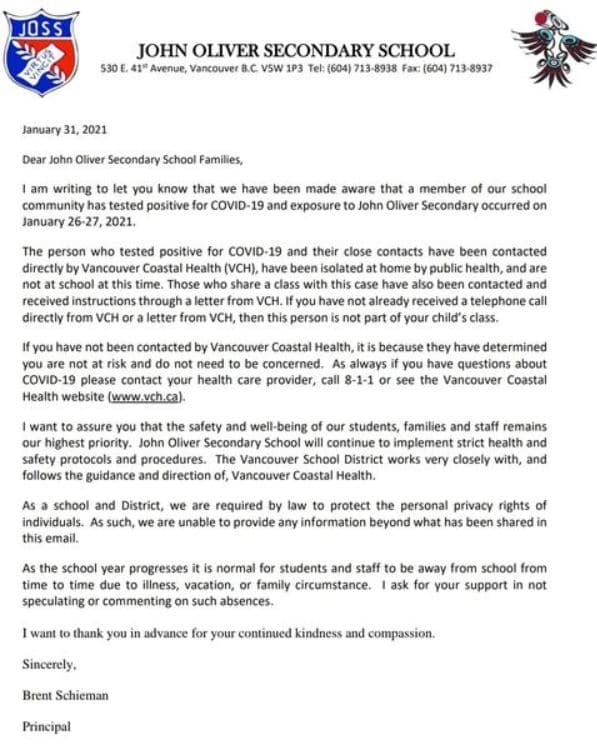 JOSS
VIRTUS
VINCIT
JOHN OLIVER SECONDARY SCHOOL
530 E. 41st Avenue, Vancouver B.C. V5W 1P3 Tel: (604) 713-8938 Fax: (604) 713-8937
January 31, 2021
Dear John Oliver Secondary School Families,
I am writing to let you know that we have been made aware that a member of our school
community has tested positive for COVID-19 and exposure to John Oliver Secondary occurred on
January 26-27, 2021.
The person who tested positive for COVID-19 and their close contacts have been contacted
directly by Vancouver Coastal Health (VCH), have been isolated at home by public health, and are
not at school at this time. Those who share a class with this case have also been contacted and
received instructions through a letter from VCH. If you have not already received a telephone call
directly from VCH or a letter from VCH, then this person is not part of your child's class.
If you have not been contacted by Vancouver Coastal Health, it is because they have determined
you are not at risk and do not need to be concerned. As always if you have questions about
COVID-19 please contact your health care provider, call 8-1-1 or see the Vancouver Coastal
Health website (www.vch.ca).
I want to assure you that the safety and well-being of our students, families and staff remains
our highest priority. John Oliver Secondary School will continue to implement strict health and
safety protocols and procedures. The Vancouver School District works very closely with, and
follows the guidance and direction of, Vancouver Coastal Health.
As a school and District, we are required by law to protect the personal privacy rights of
individuals. As such, we are unable to provide any information beyond what has been shared in
this email.
As the school year progresses it is normal for students and staff to be away from school from
time to time due to illness, vacation, or family circumstance. I ask for your support in not
speculating or commenting on such absences.
I want to thank you in advance for your continued kindness and compassion.
Sincerely,
Brent Schieman
Principal